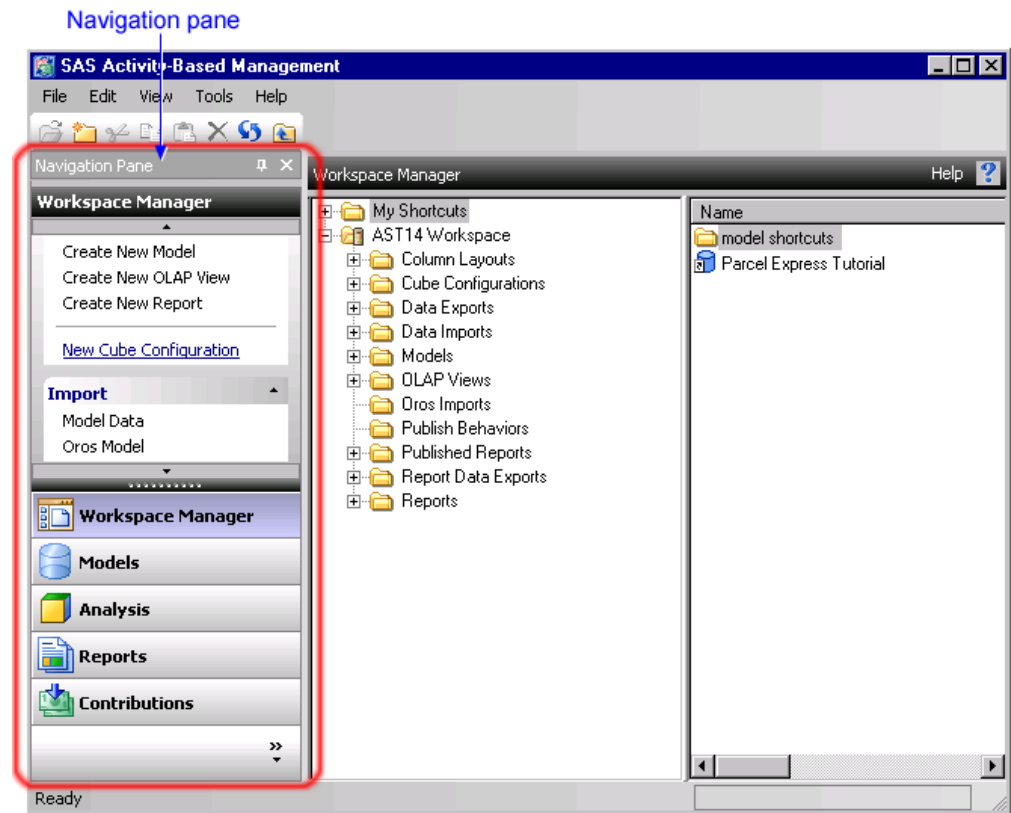 Navigation pane
SAS Activity-Based Management
File Edit View Tools Help
Navigation Pane
Workspace Manager
Create New Model
Create New OLAP View
Create New Report
New Cube Configuration
Import
Model Data
Oros Model
Workspace Manager
Models
Analysis
Reports
Contributions
Workspace Manager
Help
My Shortcuts
AST14 Workspace
Column Layouts
Cube Configurations
Data Exports
Data Imports
Models
OLAP Views
Oros Imports
Publish Behaviors
Published Reports
Report Data Exports
Reports
Name
model shortcuts
Parcel Express Tutorial
Ready